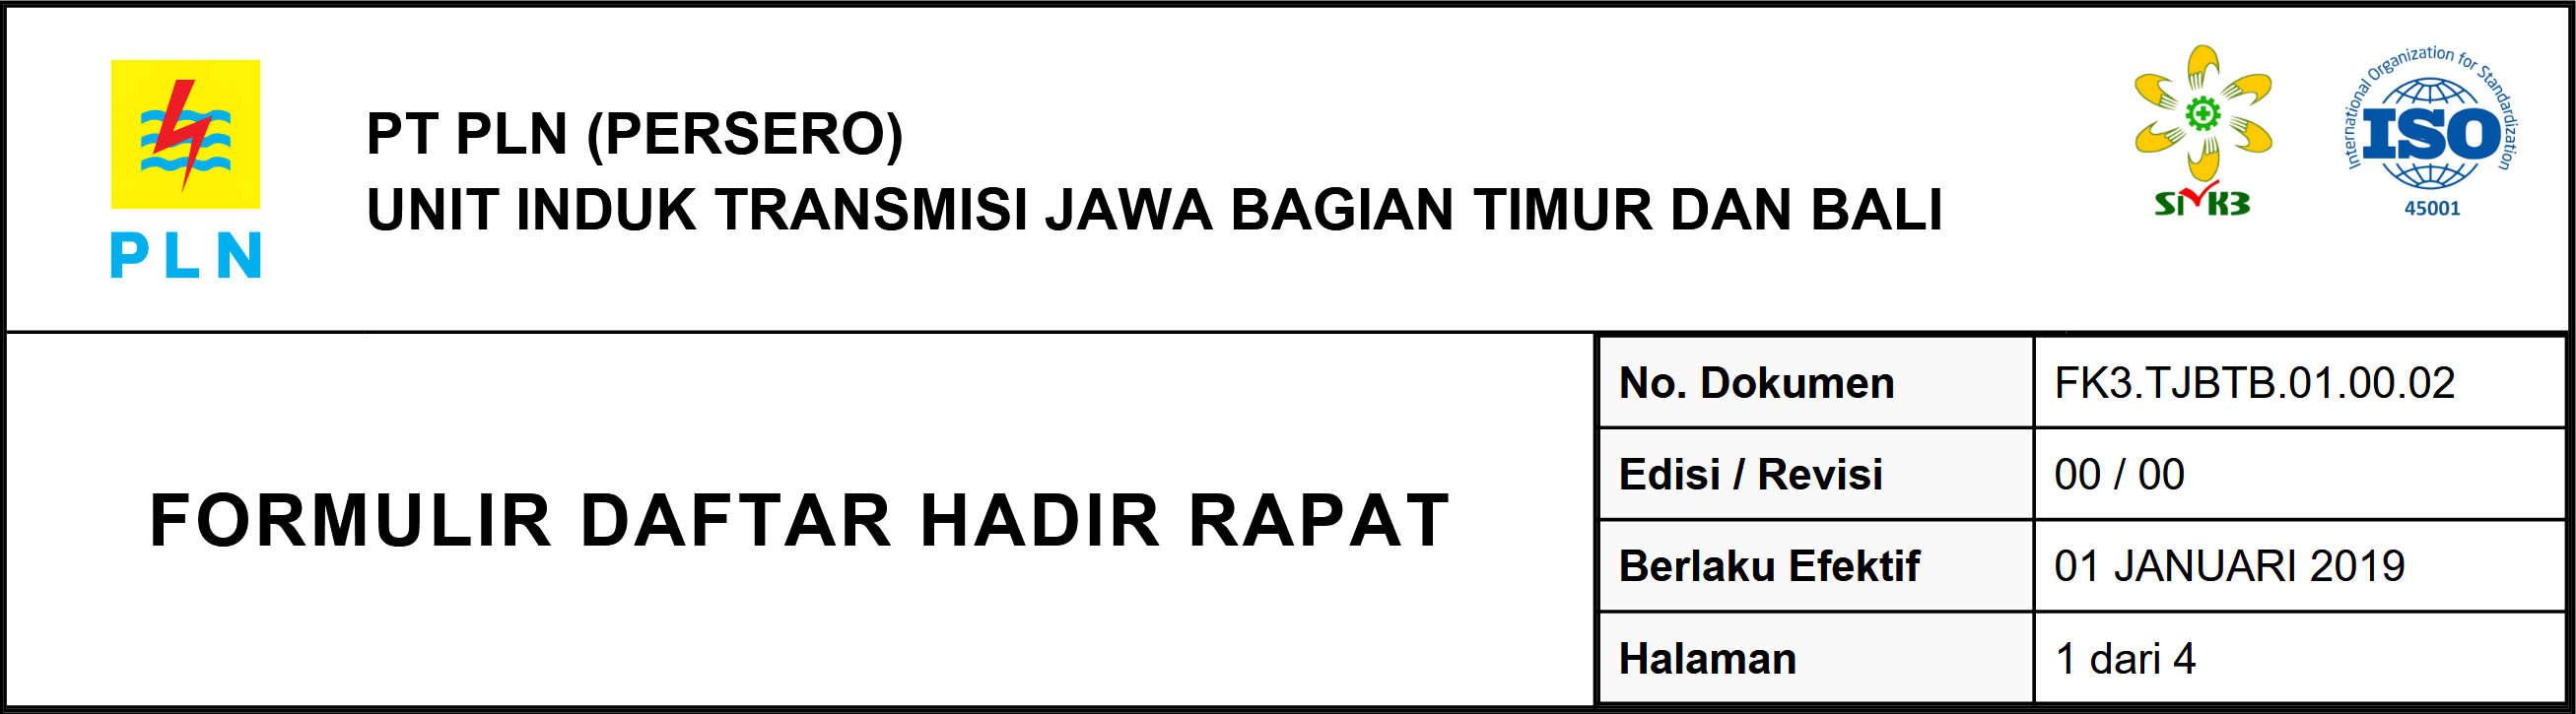 PLN
PT PLN (PERSERO)
UNIT INDUK TRANSMISI JAWA BAGIAN TIMUR DAN BALI
SMK3
International Organization for Standardization
ISO
45001
FORMULIR DAFTAR HADIR RAPAT
No. Dokumen FK3.TJBTB.01.00.02
Edisi / Revisi 00 / 00
Berlaku Efektif 01 JANUARI 2019
Halaman 1 dari 4